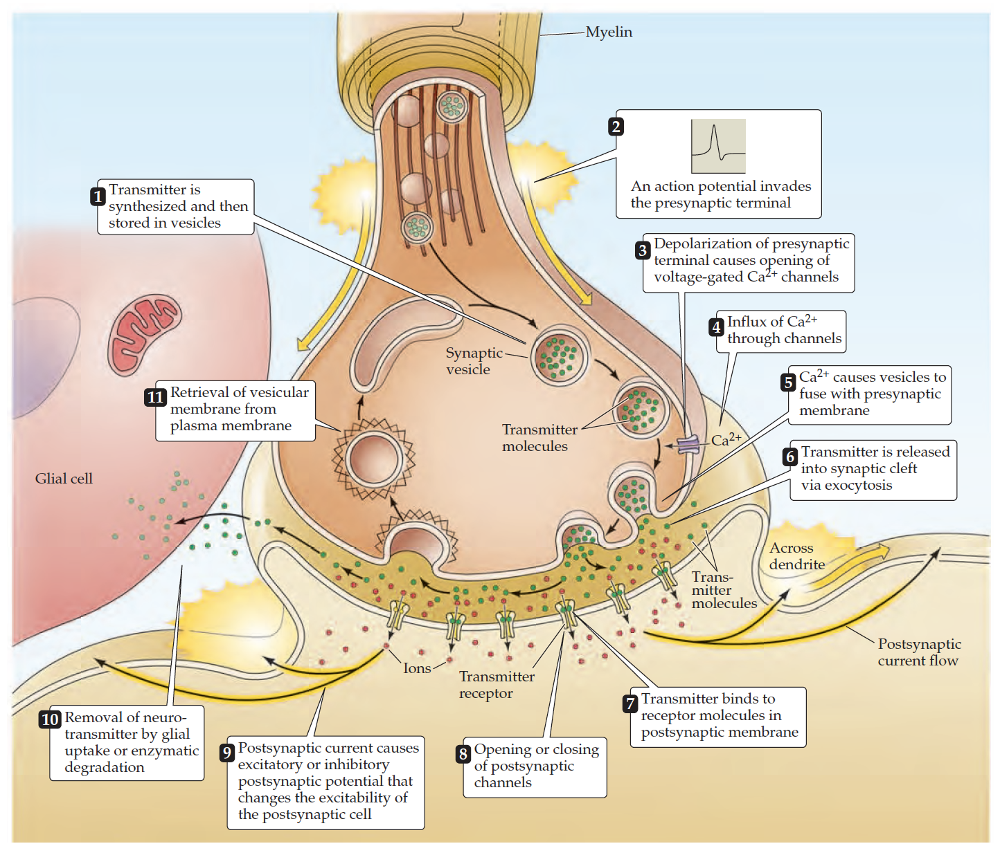 Myelin
2
An action potential invades
the presynaptic terminal
1 Transmitter is
synthesized and then
stored in vesicles
3 Depolarization of presynaptic
terminal causes opening of
voltage-gated Ca2+ channels
4 Influx of Ca2+
through channels
Synaptic
vesicle
5 Ca2+ causes vesicles to
fuse with presynaptic
membrane
11 Retrieval of vesicular
membrane from
plasma membrane
Transmitter
molecules
Ca2+
6 Transmitter is released
into synaptic cleft
via exocytosis
Glial cell
Across
dendrite
Trans-
mitter
molecules
Postsynaptic
current flow
Ions
Transmitter
receptor
7 Transmitter binds to
receptor molecules in
postsynaptic membrane
10 Removal of neuro-
transmitter by glial
uptake or enzymatic
degradation
9 Postsynaptic current causes
excitatory or inhibitory
postsynaptic potential that
changes the excitability of
the postsynaptic cell
8 Opening or closing
of postsynaptic
channels